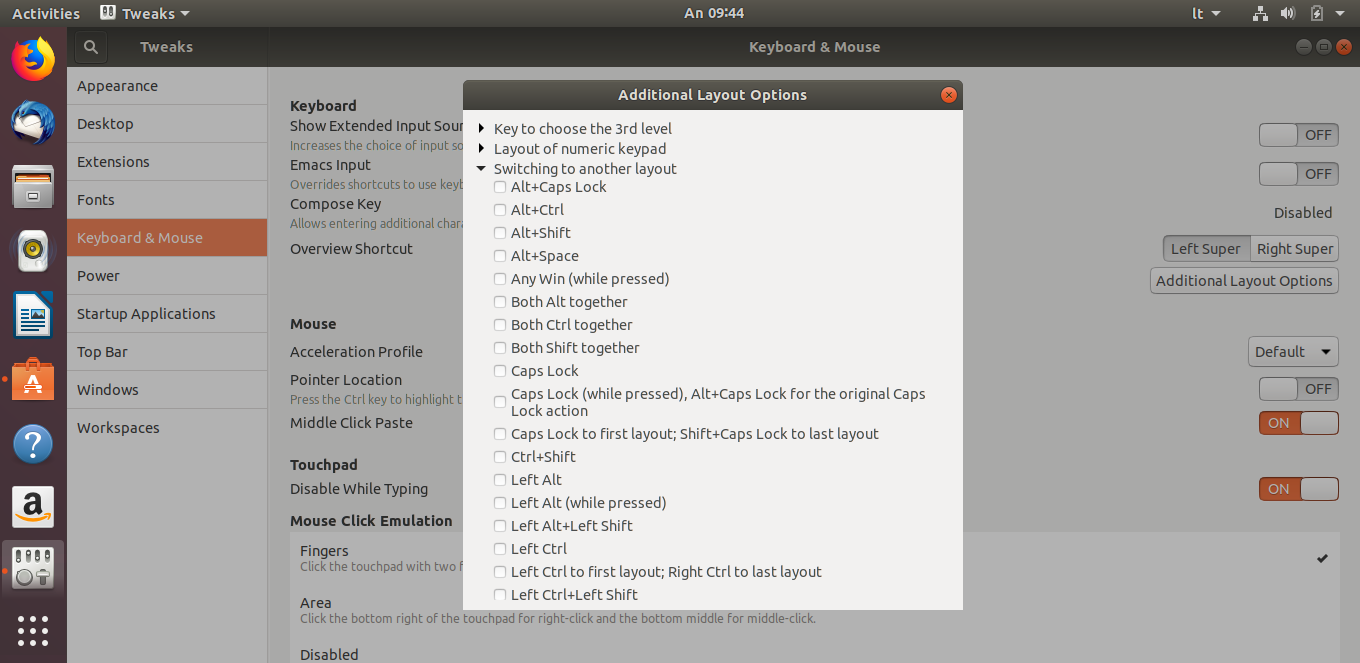 Activities Tweaks An 09:44 lt
Tweaks Keyboard & Mouse
Appearance
Desktop
Extensions
Fonts
Keyboard & Mouse
Power
Startup Applications
Top Bar
Windows
Workspaces
Keyboard
Show Extended Input Sour
OFF
Increases the choice of input so
Emacs Input
OFF
Overrides shortcuts to use keyb
Compose Key
Disabled
Allows entering additional chara
Overview Shortcut
Left Super Right Super
Additional Layout Options
Mouse
Acceleration Profile
Default
Pointer Location
OFF
Press the Ctrl key to highlight t
Middle Click Paste
ON
Touchpad
Disable While Typing
ON
Mouse Click Emulation
Fingers
Click the touchpad with two f
Area
Click the bottom right of the touchpad for right-click and the bottom middle for middle-click.
Disabled
Additional Layout Options
Key to choose the 3rd level
Layout of numeric keypad
Switching to another layout
Alt+Caps Lock
Alt+Ctrl
Alt+Shift
Alt+Space
Any Win (while pressed)
Both Alt together
Both Ctrl together
Both Shift together
Caps Lock
Caps Lock (while pressed), Alt+Caps Lock for the original Caps
Lock action
Caps Lock to first layout; Shift+Caps Lock to last layout
Ctrl+Shift
Left Alt
Left Alt (while pressed)
Left Alt+Left Shift
Left Ctrl
Left Ctrl to first layout; Right Ctrl to last layout
Left Ctrl+Left Shift